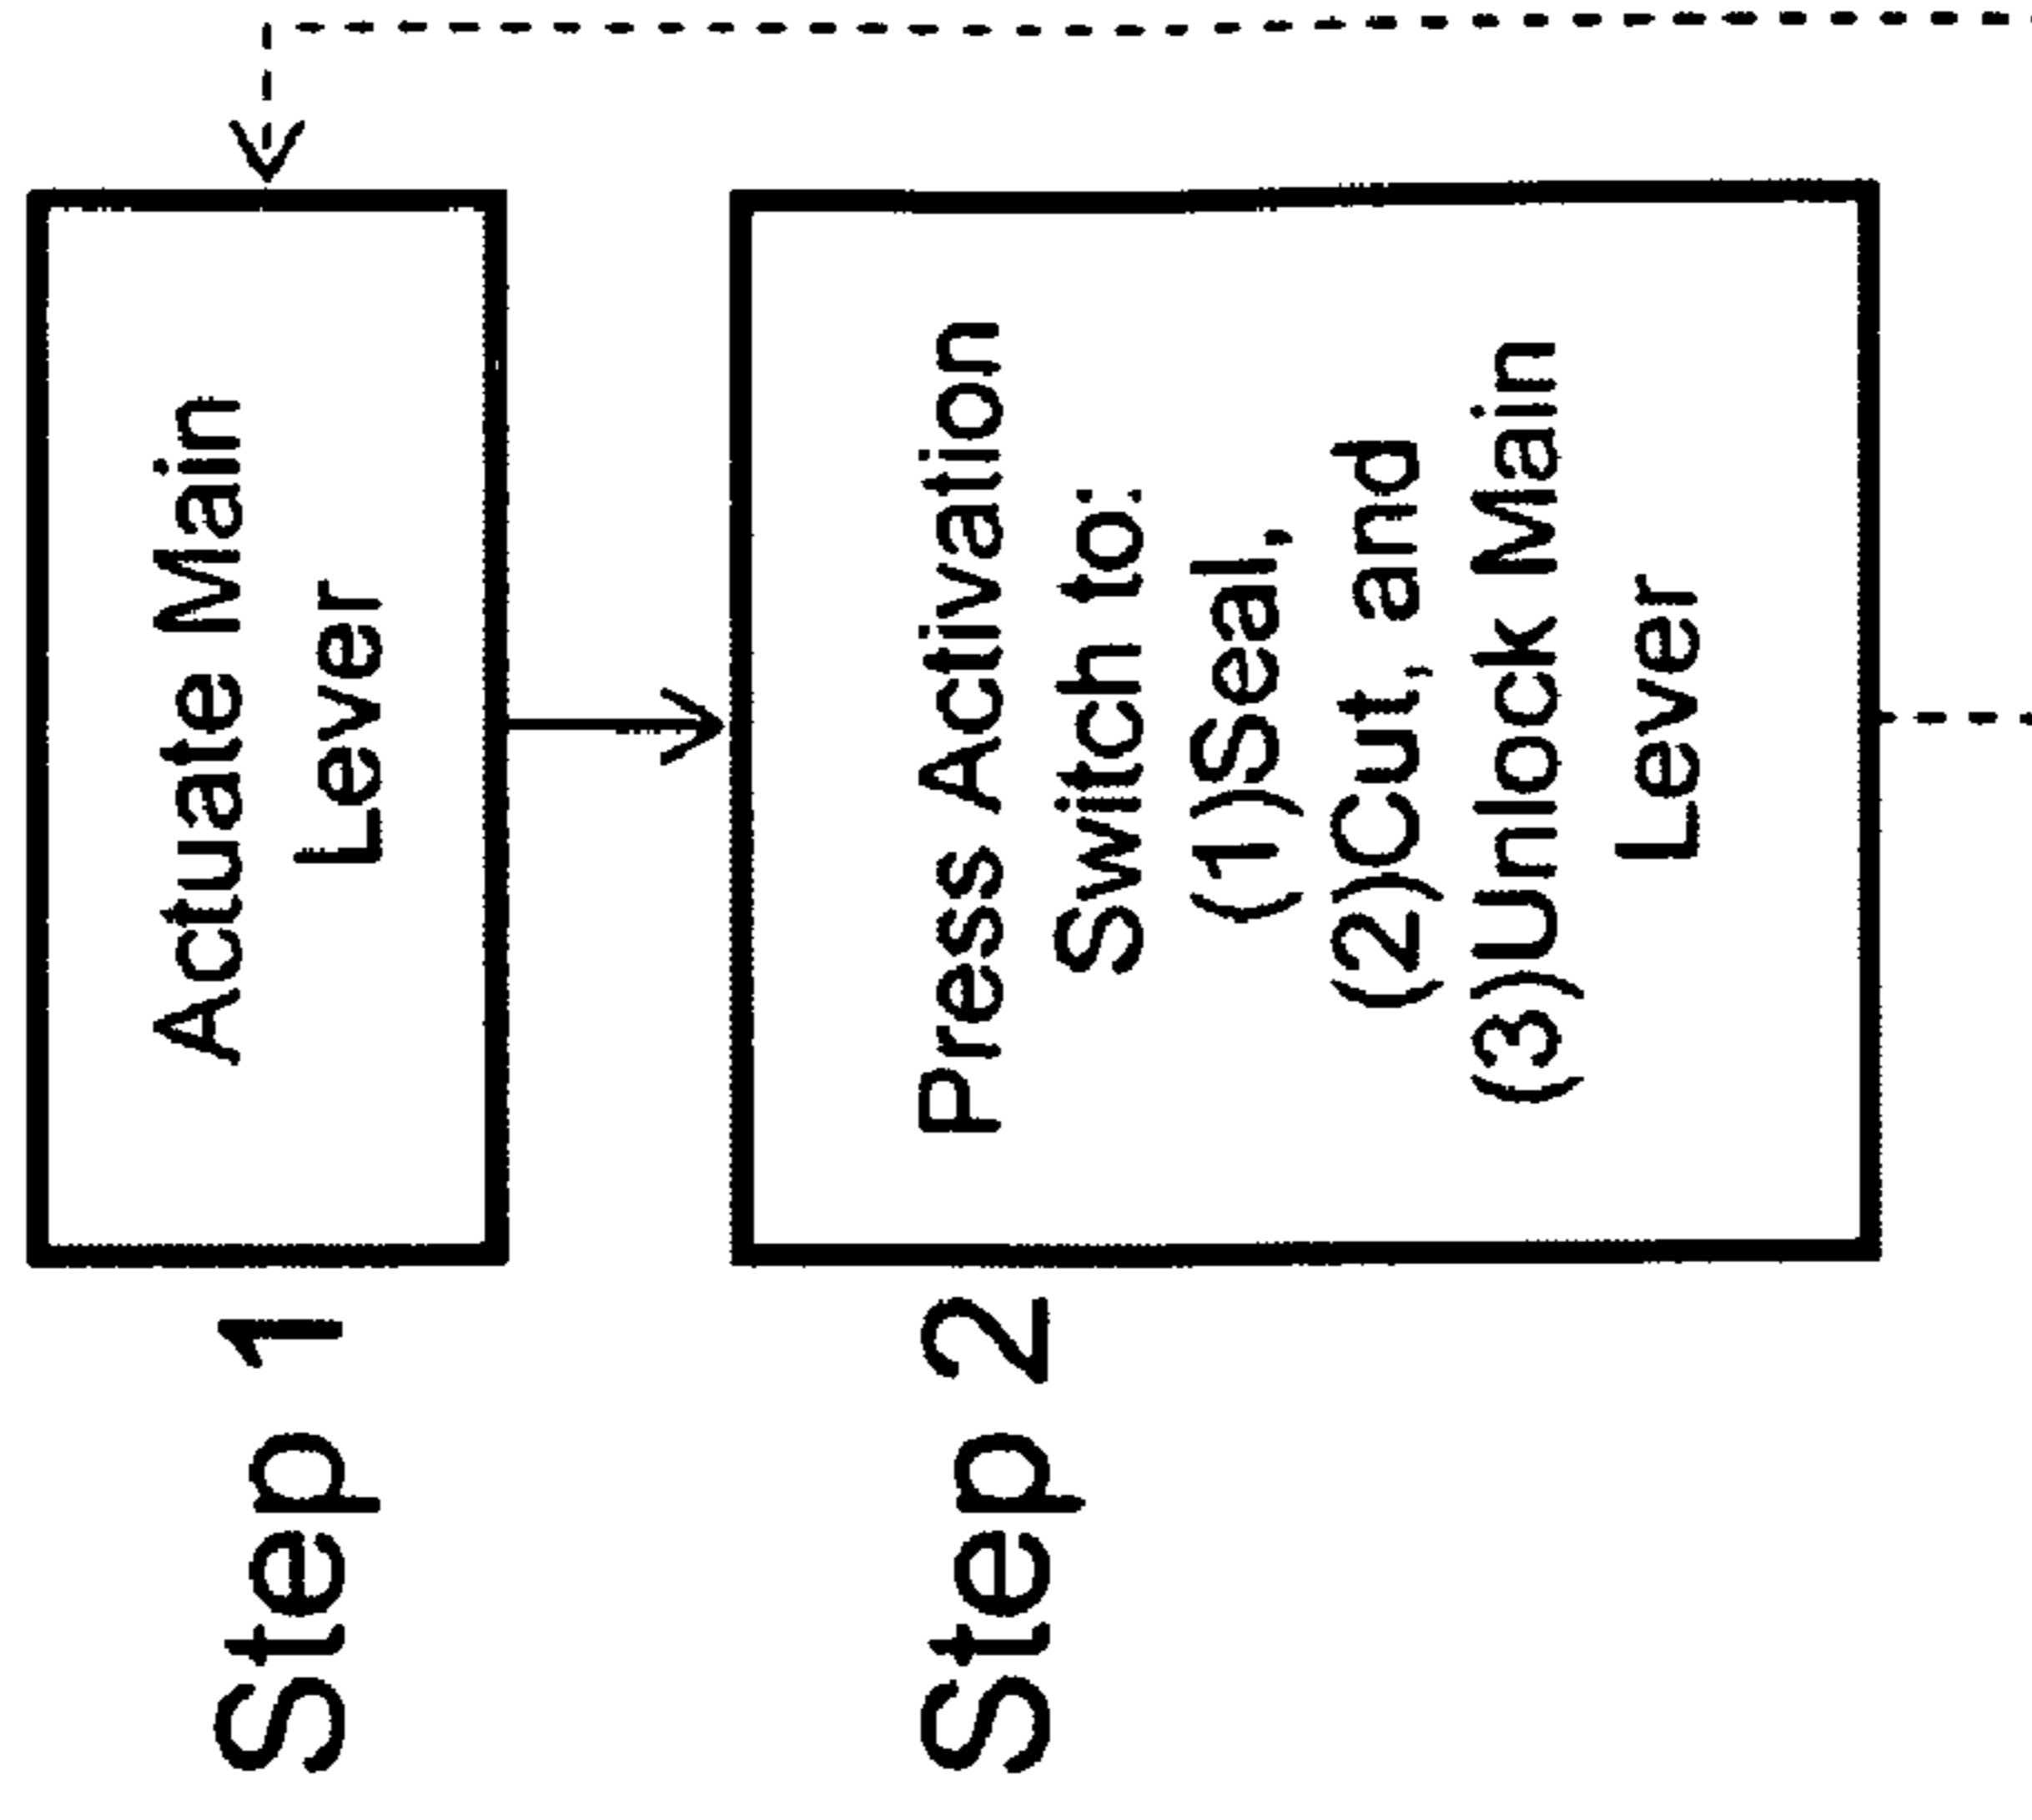 Step 1
Actuate Main
Lever
Step 2
Press Activation
Switch to:
(1)Seal,
(2)Cut, and
(3)Unlock Main
Lever